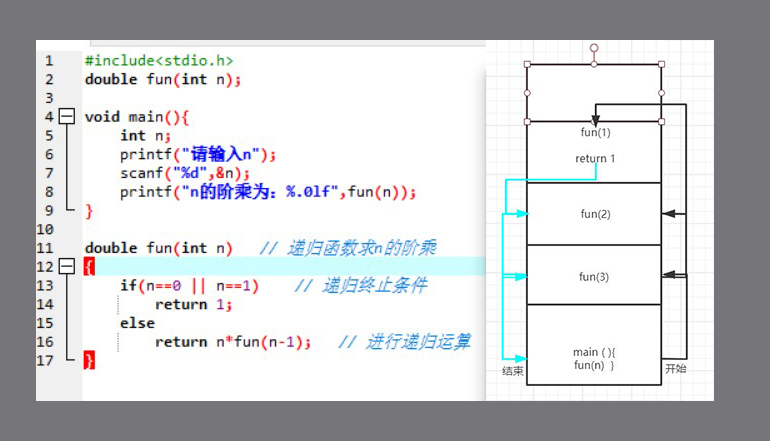 1 #include<stdio.h>
2 double fun(int n);
3
4 void main(){
5 int n;
6 printf("请输入n");
7 scanf("%d",&n);
8 printf("n的阶乘为: %.0lf",fun(n));
9 }
10
11 double fun(int n) // 递归函数求n的阶乘
12 {
13 if(n==0 || n==1) // 递归终止条件
14 return 1;
15 else
16 return n*fun(n-1); // 进行递归运算
17 }
fun(1)
return 1
fun(2)
fun(3)
main ( ){
fun(n) }
结束
开始